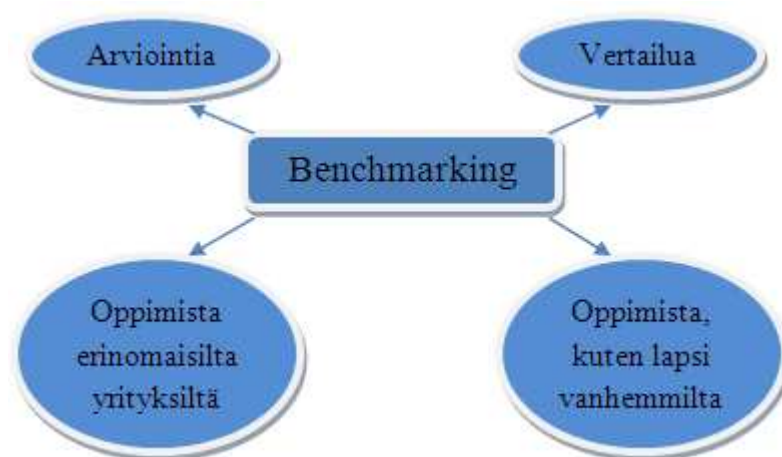 Arviointia
Vertailua
Benchmarking
Oppimista
erinomaisilta
yrityksiltä
Oppimista,
kuten lapsi
vanhemmilta